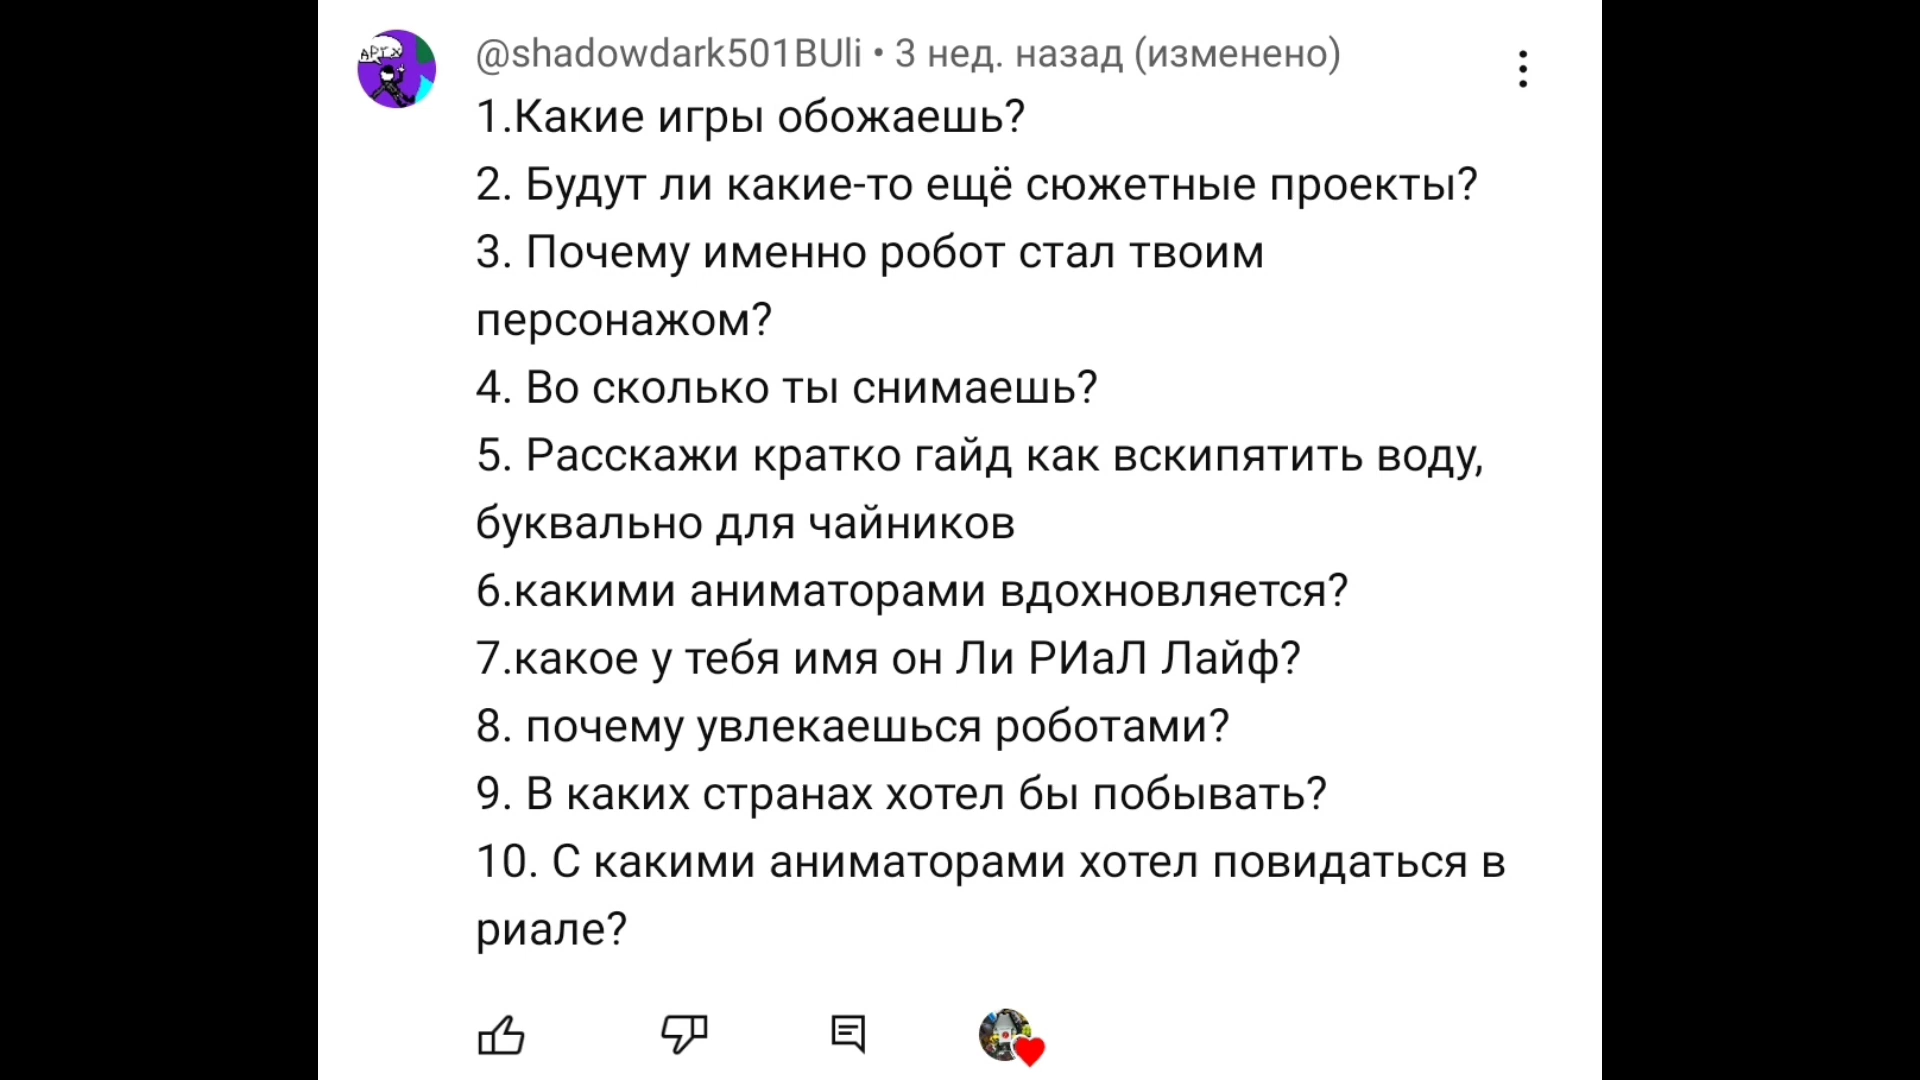 @shadowdark501BUli • 3 нед. назад (изменено)
1.Какие игры обожаешь?
2. Будут ли какие-то ещё сюжетные проекты?
3. Почему именно робот стал твоим
персонажом?
4. Во сколько ты снимаешь?
5. Расскажи кратко гайд как вскипятить воду,
буквально для чайников
6.какими аниматорами вдохновляется?
7.какое у тебя имя он Ли РИаЛ Лайф?
8. почему увлекаешься роботами?
9. В каких странах хотел бы побывать?
10. С какими аниматорами хотел повидаться в
риале?